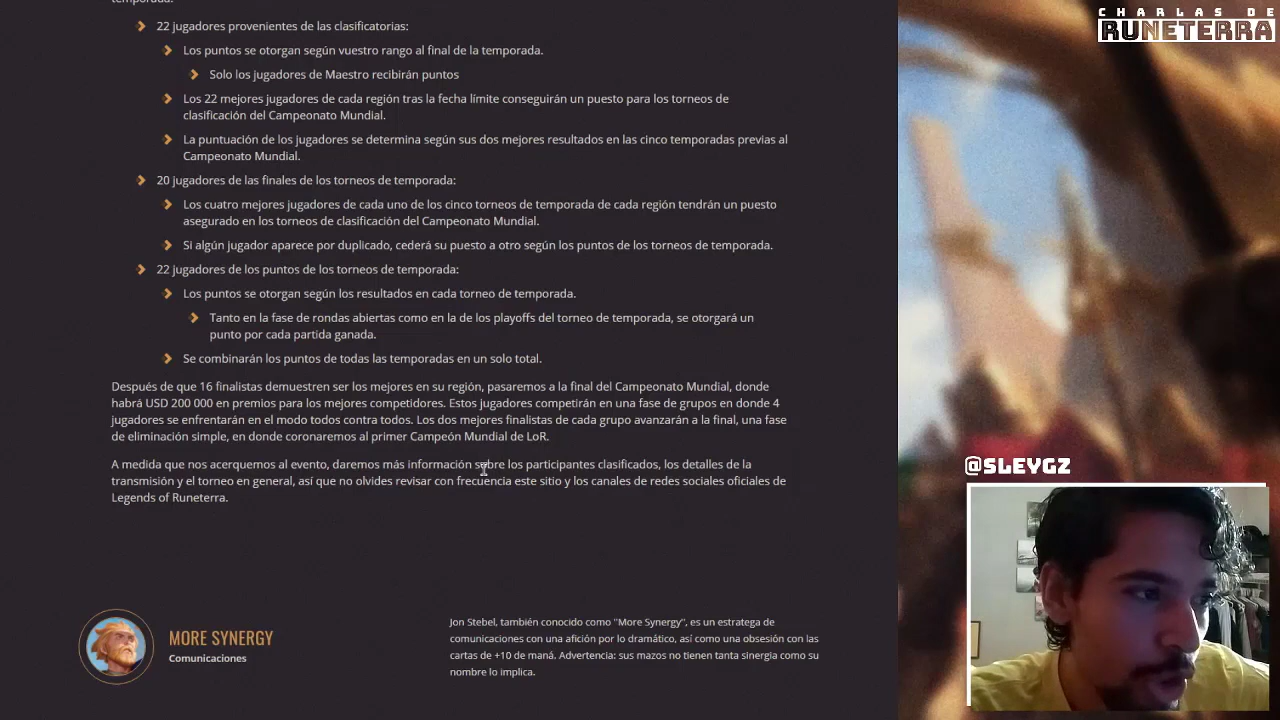 temporada.
22 jugadores provenientes de las clasificatorias:
Los puntos se otorgan según vuestro rango al final de la temporada.
Solo los jugadores de Maestro recibirán puntos
Los 22 mejores jugadores de cada región tras la fecha límite conseguirán un puesto para los torneos de
clasificación del Campeonato Mundial.
La puntuación de los jugadores se determina según sus dos mejores resultados en las cinco temporadas previas al
Campeonato Mundial.
20 jugadores de las finales de los torneos de temporada:
Los cuatro mejores jugadores de cada uno de los cinco torneos de temporada de cada región tendrán un puesto
asegurado en los torneos de clasificación del Campeonato Mundial.
Si algún jugador aparece por duplicado, cederá su puesto a otro según los puntos de los torneos de temporada.
22 jugadores de los puntos de los torneos de temporada:
Los puntos se otorgan según los resultados en cada torneo de temporada.
Tanto en la fase de rondas abiertas como en la de los playoffs del torneo de temporada, se otorgará un
punto por cada partida ganada.
Se combinarán los puntos de todas las temporadas en un solo total.
Después de que 16 finalistas demuestren ser los mejores en su región, pasaremos a la final del Campeonato Mundial, donde
habrá USD 200 000 en premios para los mejores competidores. Estos jugadores competirán en una fase de grupos en donde 4
jugadores se enfrentarán en el modo todos contra todos. Los dos mejores finalistas de cada grupo avanzarán a la final, una fase
de eliminación simple, en donde coronaremos al primer Campeón Mundial de LoR.
A medida que nos acerquemos al evento, daremos más información sobre los participantes clasificados, los detalles de la
transmisión y el torneo en general, así que no olvides revisar con frecuencia este sitio y los canales de redes sociales oficiales de
Legends of Runeterra.
MORE SYNERGY
Comunicaciones
Jon Stebel, también conocido como "More Synergy", es un estratega de
comunicaciones con una afición por lo dramático, así como una obsesión con las
cartas de +10 de maná. Advertencia: sus mazos no tienen tanta sinergia como su
nombre lo implica.
CHARLAS DE
RUNETERRA
@SLEYGZ